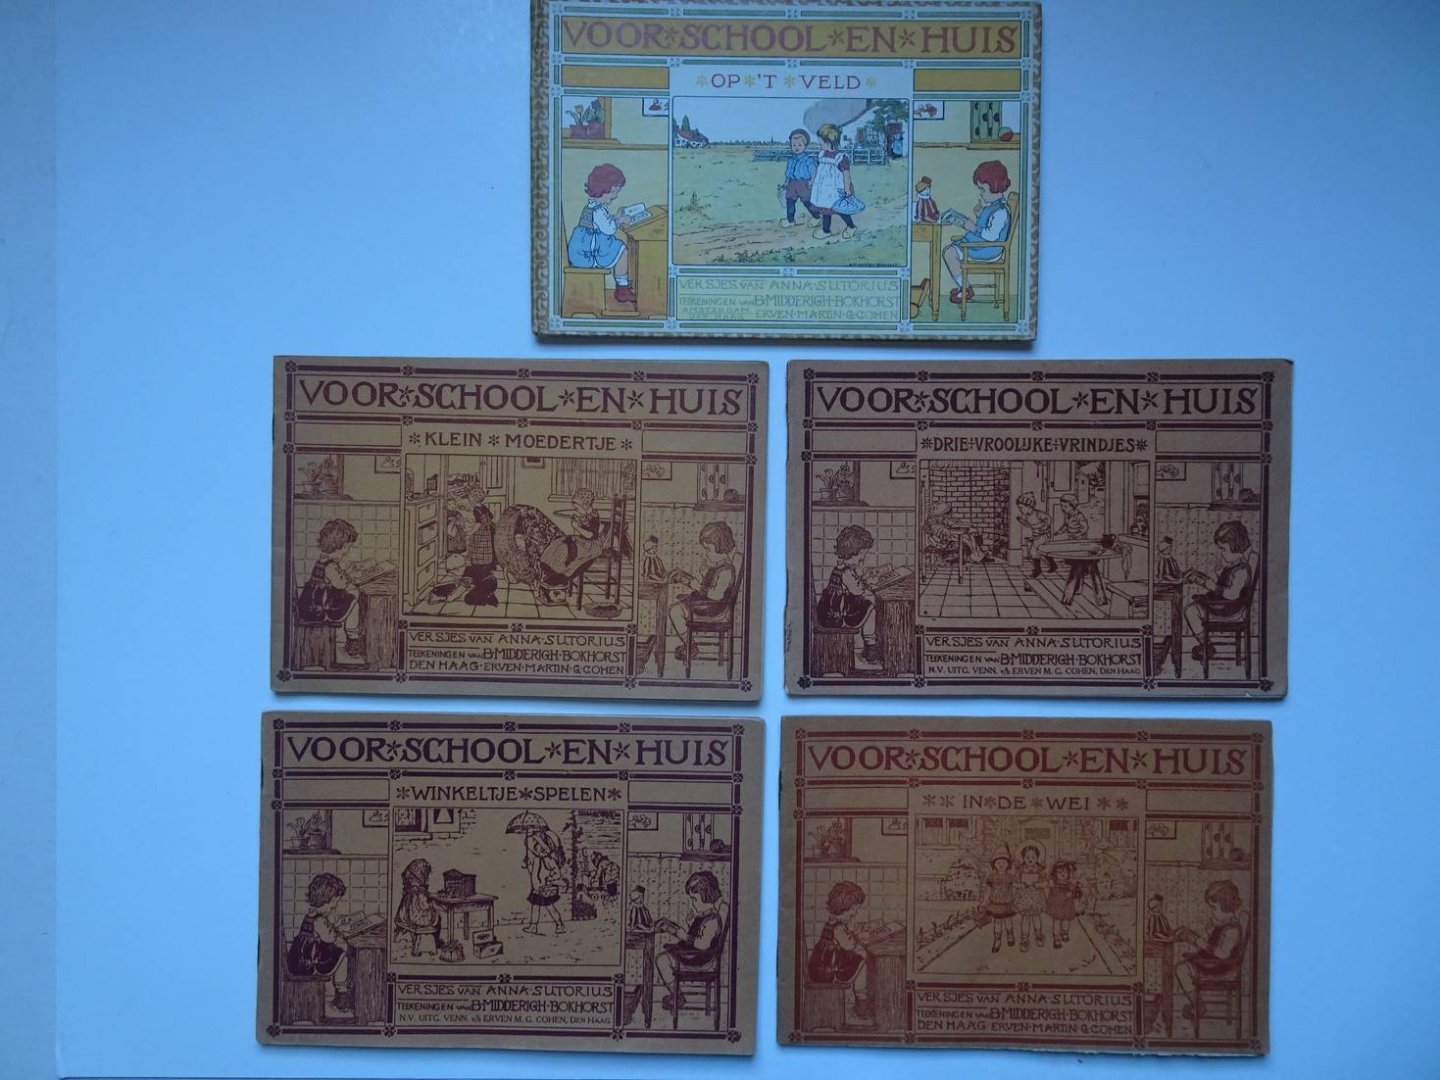 VOOR SCHOOL EN HUIS
OP 'T VELD
VERSJES VAN ANNA SUTORIUS
TEEKENINGEN VAN B. MIDDERIGH-BOKHORST
AMSTERDAM ERVEN MARTIN G COHEN
VOOR SCHOOL EN HUIS
KLEIN MOEDERTJE
VERSJES VAN ANNA SUTORIUS
TEEKENINGEN VAN B. MIDDERIGH-BOKHORST
DEN HAAG ERVEN MARTIN G. COHEN
VOOR SCHOOL EN HUIS
DRIE VROOLIJKE VRINDJES
VERSJES VAN ANNA SUTORIUS
TEEKENINGEN VAN B. MIDDERIGH-BOKHORST
N.V. UITG. VENN. v/h ERVEN M. G. COHEN, DEN HAAG
VOOR SCHOOL EN HUIS
WINKELTJE SPELEN
VERSJES VAN ANNA SUTORIUS
TEEKENINGEN VAN B. MIDDERIGH-BOKHORST
N.V. UITG. VENN. v/h ERVEN M. G. COHEN, DEN HAAG
VOOR SCHOOL EN HUIS
IN DE WEI
VERSJES VAN ANNA SUTORIUS
TEEKENINGEN VAN B. MIDDERIGH-BOKHORST
DEN HAAG ERVEN MARTIN G COHEN